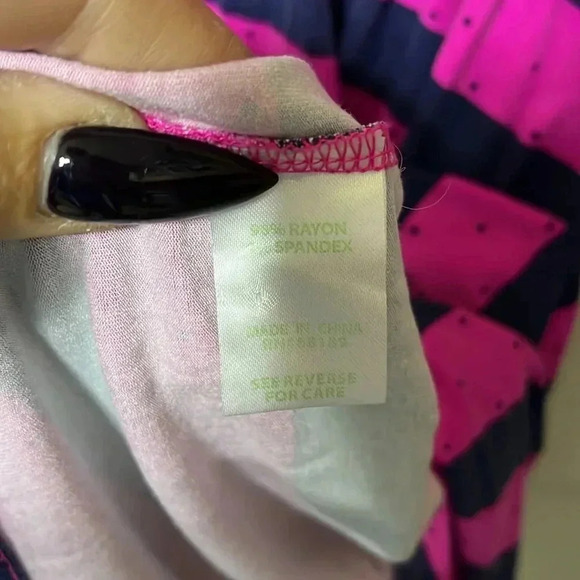 RAYON
SPANDEX
MADE IN CHINA
SEE REVERSE
FOR CARE